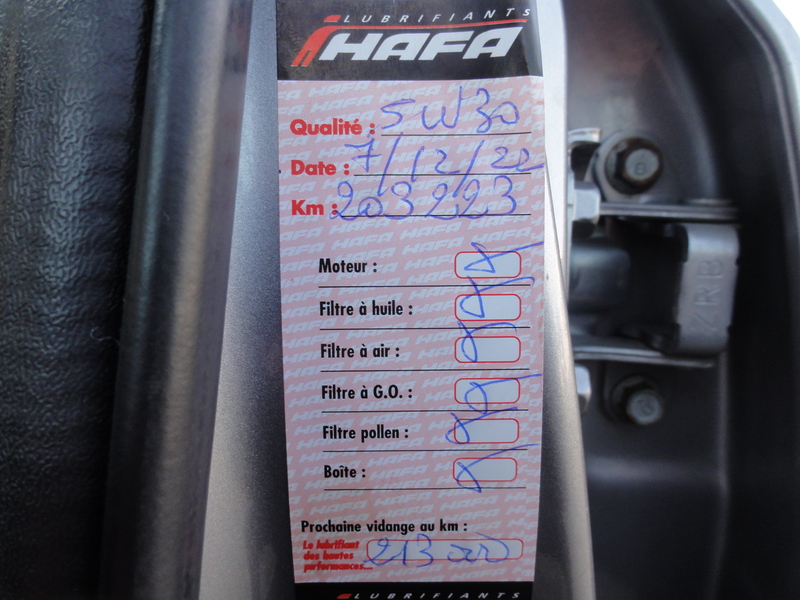 LUBRIFIANTS
HAFA
Qualité : 5W30
Date : 7/12/22
Km : 203223
Moteur :
Filtre à huile :
Filtre à air :
Filtre à G.O. :
Filtre pollen :
Boîte :
Prochaine vidange au km :
Le lubrifiant
des hautes
performances...
213 000
LUBRIFIANTS